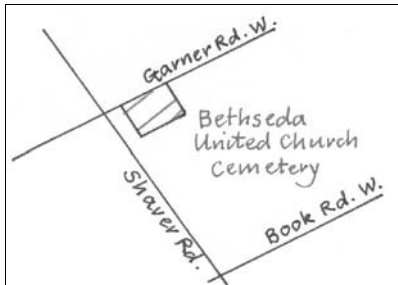 Garner Rd. W.
Bethseda
United Church
Cemetery
Shaver Rd.
Book Rd. W.